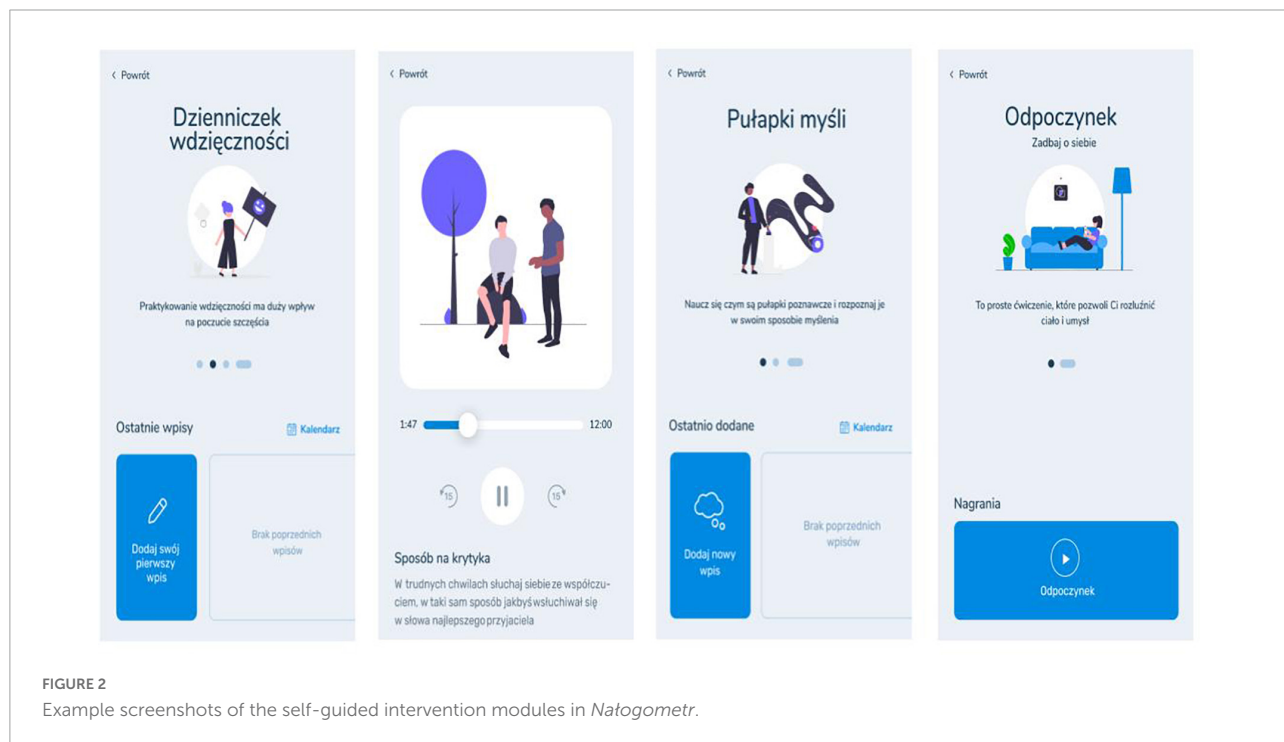 < Powrót
Dzienniczek
wdzięczności
Praktykowanie wdzięczności ma duży wpływ
na poczucie szczęścia
Ostatnie wpisy
Kalendarz
Dodaj swój
pierwszy
wpis
Brak poprzednich
wpisów
< Powrót
1:47
12:00
15
15
Sposób na krytyka
W trudnych chwilach słuchaj siebie ze współczu-
ciem, w taki sam sposób jakbyś wsłuchiwał się
w słowa najlepszego przyjaciela
< Powrót
Pułapki myśli
Naucz się czym są pułapki poznawcze i rozpoznaj je
w swoim sposobie myślenia
Ostatnio dodane
Kalendarz
Dodaj nowy
wpis
Brak poprzednich
wpisów
< Powrót
Odpoczynek
Zadbaj o siebie
To proste ćwiczenie, które pozwoli Ci rozluźnić
ciało i umysł
Nagrania
Odpoczynek
FIGURE 2
Example screenshots of the self-guided intervention modules in Nałogometr.